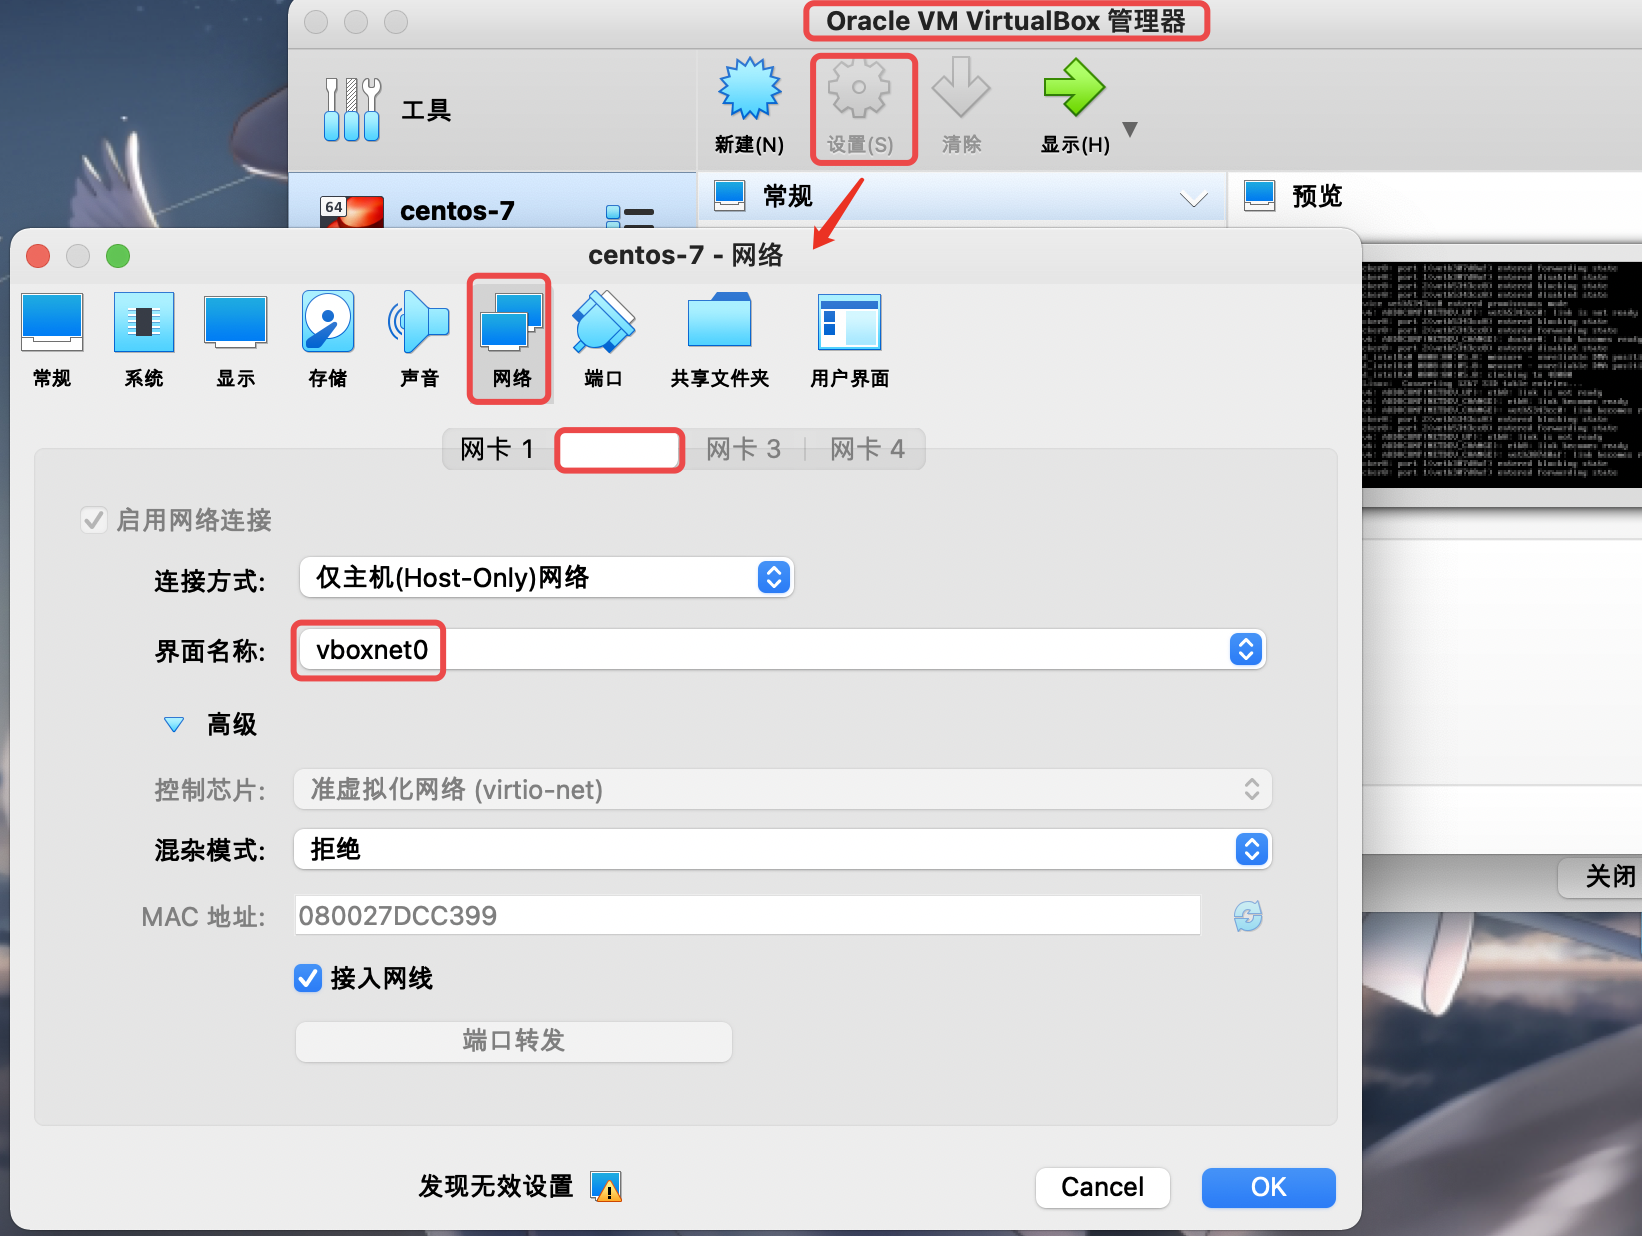 Oracle VM VirtualBox 管理器
工具
新建(N)
设置(S)
清除
显示(H)
64
centos-7
常规
预览
centos-7 - 网络
常规
系统
显示
存储
声音
网络
端口
共享文件夹
用户界面
网卡 1
网卡 3
网卡 4
启用网络连接
连接方式:
仅主机(Host-Only)网络
界面名称:
vboxnet0
高级
控制芯片:
准虚拟化网络 (virtio-net)
混杂模式:
拒绝
MAC 地址:
080027DCC399
接入网线
端口转发
关闭
发现无效设置
Cancel
OK